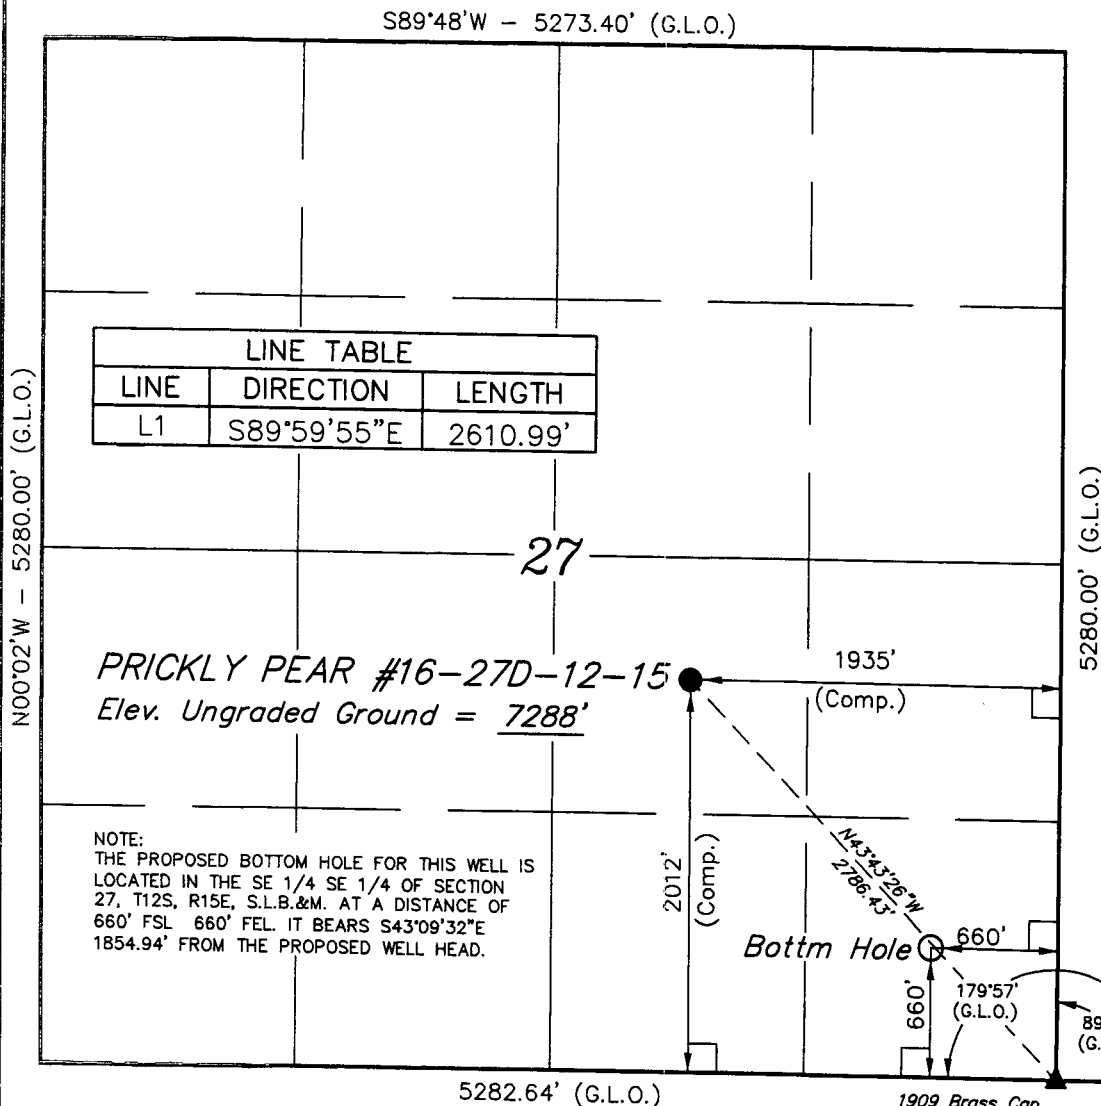 S89°48'W – 5273.40' (G.L.O.)
N00°02'W – 5280.00' (G.L.O.)
LINE TABLE
LINE DIRECTION LENGTH
L1 S89°59'55"E 2610.99'
27
5280.00' (G.L.O.)
PRICKLY PEAR #16-27D-12-15
Elev. Ungraded Ground = 7288'
1935'
(Comp.)
2012'
(Comp.)
N43°43'26"W
2786.43'
NOTE:
THE PROPOSED BOTTOM HOLE FOR THIS WELL IS
LOCATED IN THE SE 1/4 SE 1/4 OF SECTION
27, T12S, R15E, S.L.B.&M. AT A DISTANCE OF
660' FSL 660' FEL. IT BEARS S43°09'32"E
1854.94' FROM THE PROPOSED WELL HEAD.
Bottm Hole
660'
660'
179°57'
(G.L.O.)
89
(G.
5282.64' (G.L.O.)
1909 Brass Cap